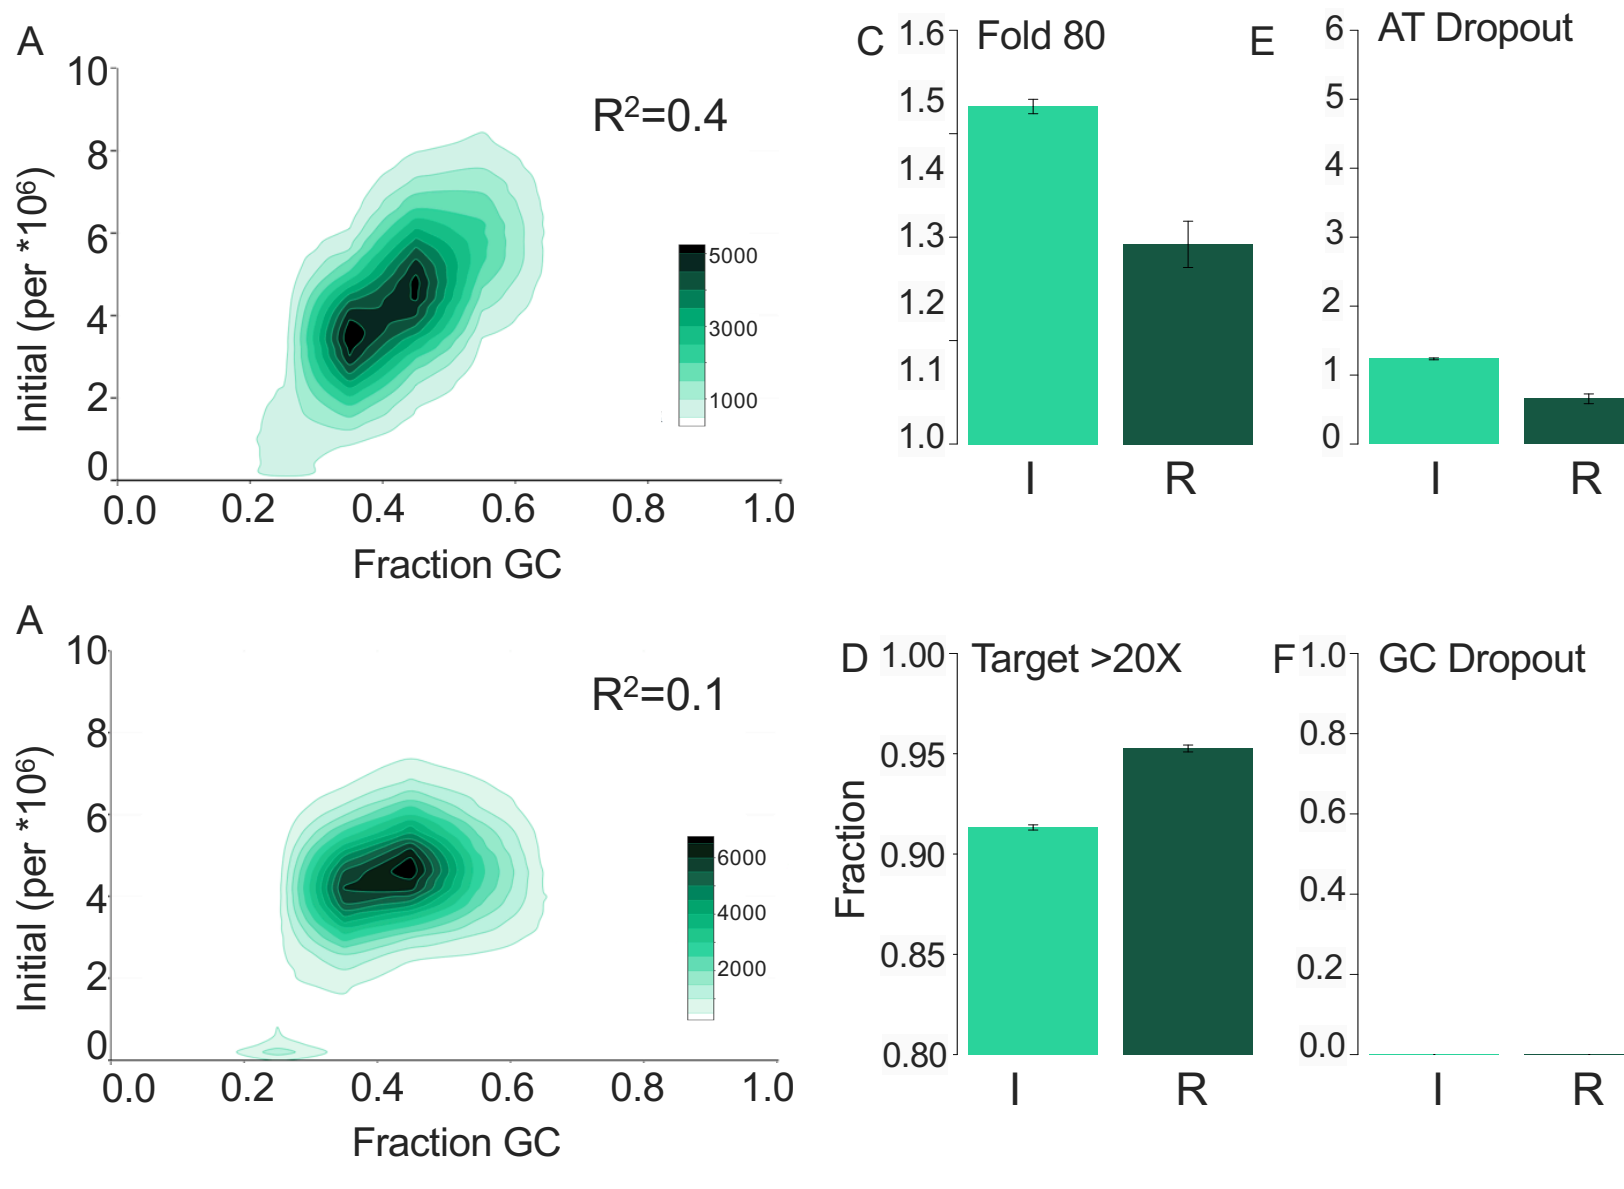 A
10
8
6
4
2
0
Initial (per *10⁶)
R²=0.4
5000
3000
1000
0.0 0.2 0.4 0.6 0.8 1.0
Fraction GC
C
Fold 80
1.6
1.5
1.4
1.3
1.2
1.1
1.0
I R
E
AT Dropout
6
5
4
3
2
1
0
I R
A
10
8
6
4
2
0
Initial (per *10⁶)
R²=0.1
6000
4000
2000
0.0 0.2 0.4 0.6 0.8 1.0
Fraction GC
D
Target >20X
1.00
0.95
0.90
0.85
0.80
Fraction
I R
F
GC Dropout
1.0
0.8
0.6
0.4
0.2
0.0
I R